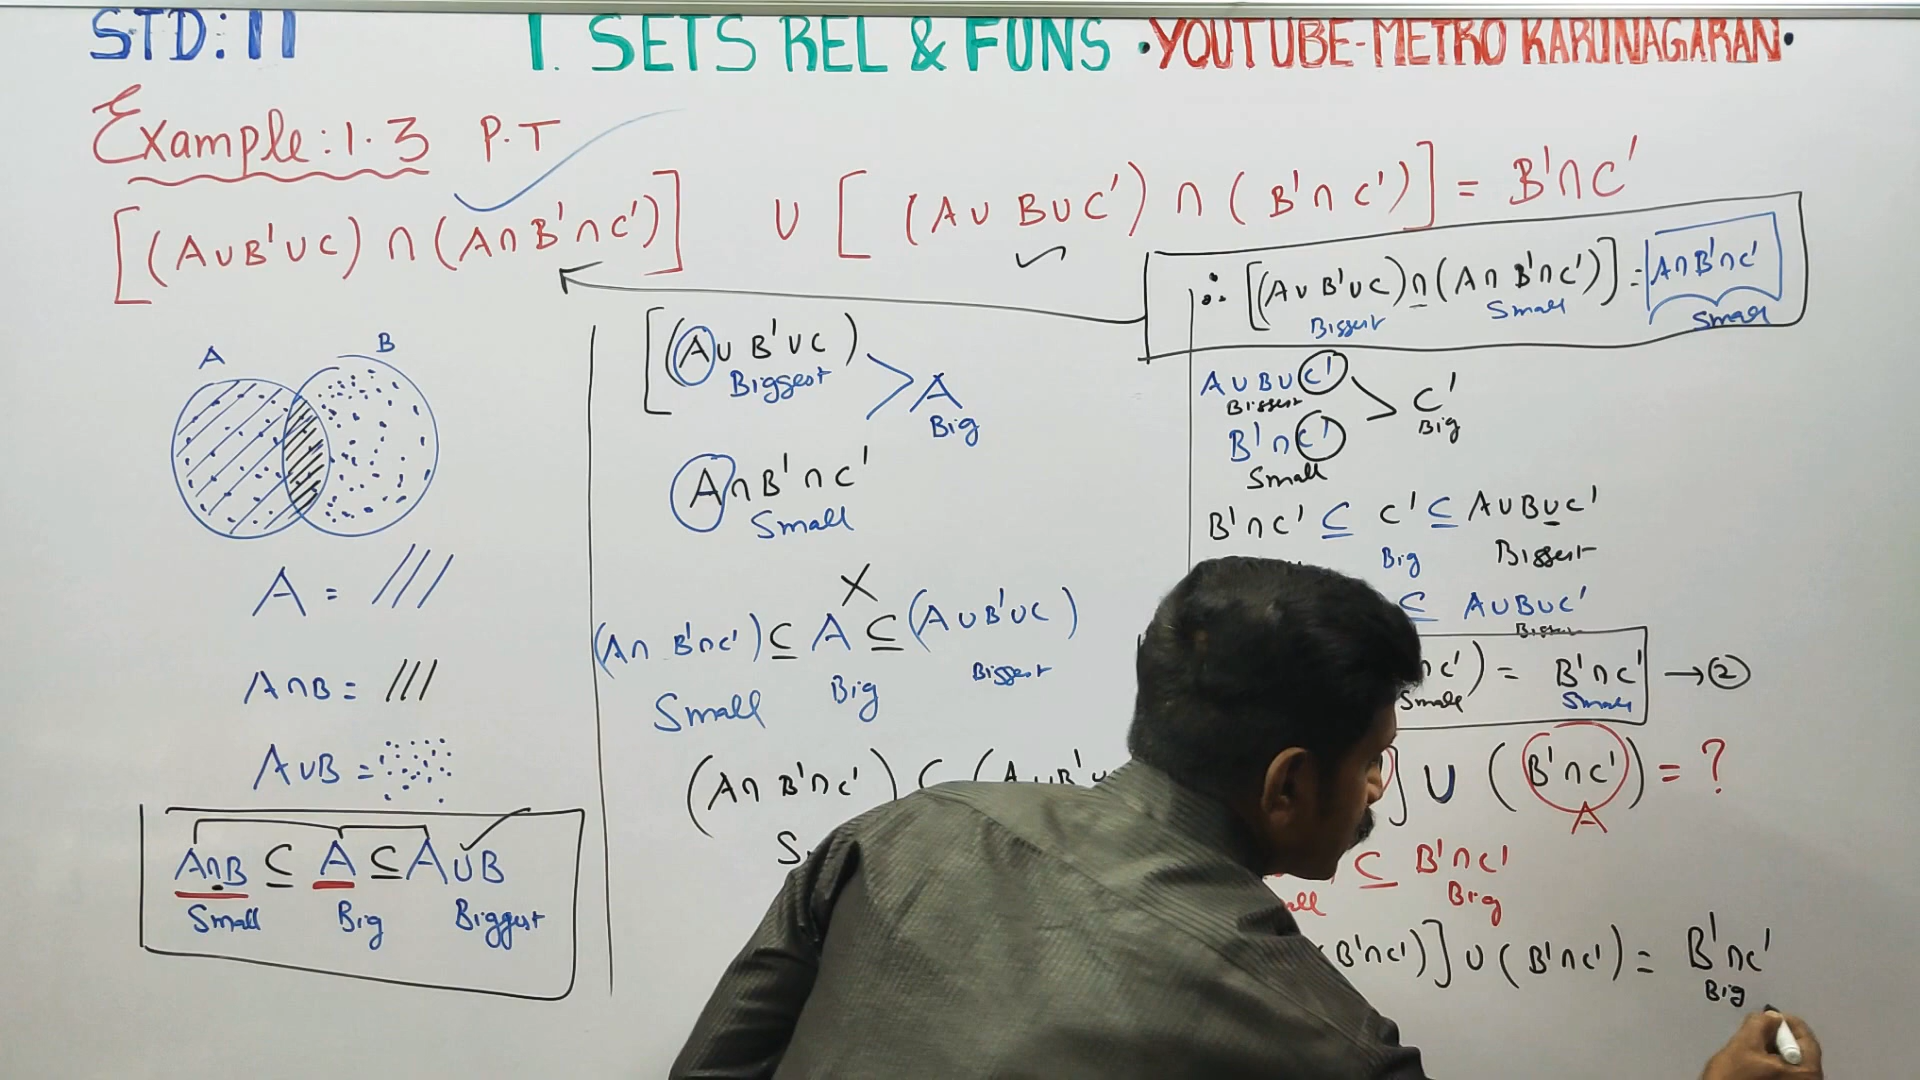 STD: 11 1. SETS REL & FUNS •YOUTUBE-METRO KARUNAGARAN•
Example: 1.3 P.T
[(A∪B'∪C) ∩ (A∩B'∩C')] ∪ [(A∪B∪C') ∩ (B'∩C')] = B'∩C'
A B
A = ///
A∩B = ///
A∪B =
A∩B ⊆ A ⊆ A∪B
Small Big Biggest
[(A∪B'∪C)
Biggest
A
Big
A∩B'∩C'
Small
X
(A∩B'∩C') ⊆ A ⊆ (A∪B'∪C)
Small Big Biggest
(A∩B'∩C')
∴ [(A∪B'∪C) ∩ (A∩B'∩C')] = A∩B'∩C'
Biggest Small Small
A∪B∪C'
Biggest
C'
Big
B'∩C'
Small
B'∩C' ⊆ C' ⊆ A∪B∪C'
Big Biggest
⊆ A∪B∪C'
Biggest
∩C') = B'∩C' → ②
Small Small
] ∪ (B'∩C') = ?
A
⊆ B'∩C'
Big
B'∩C')] ∪ (B'∩C') = B'∩C'
Big